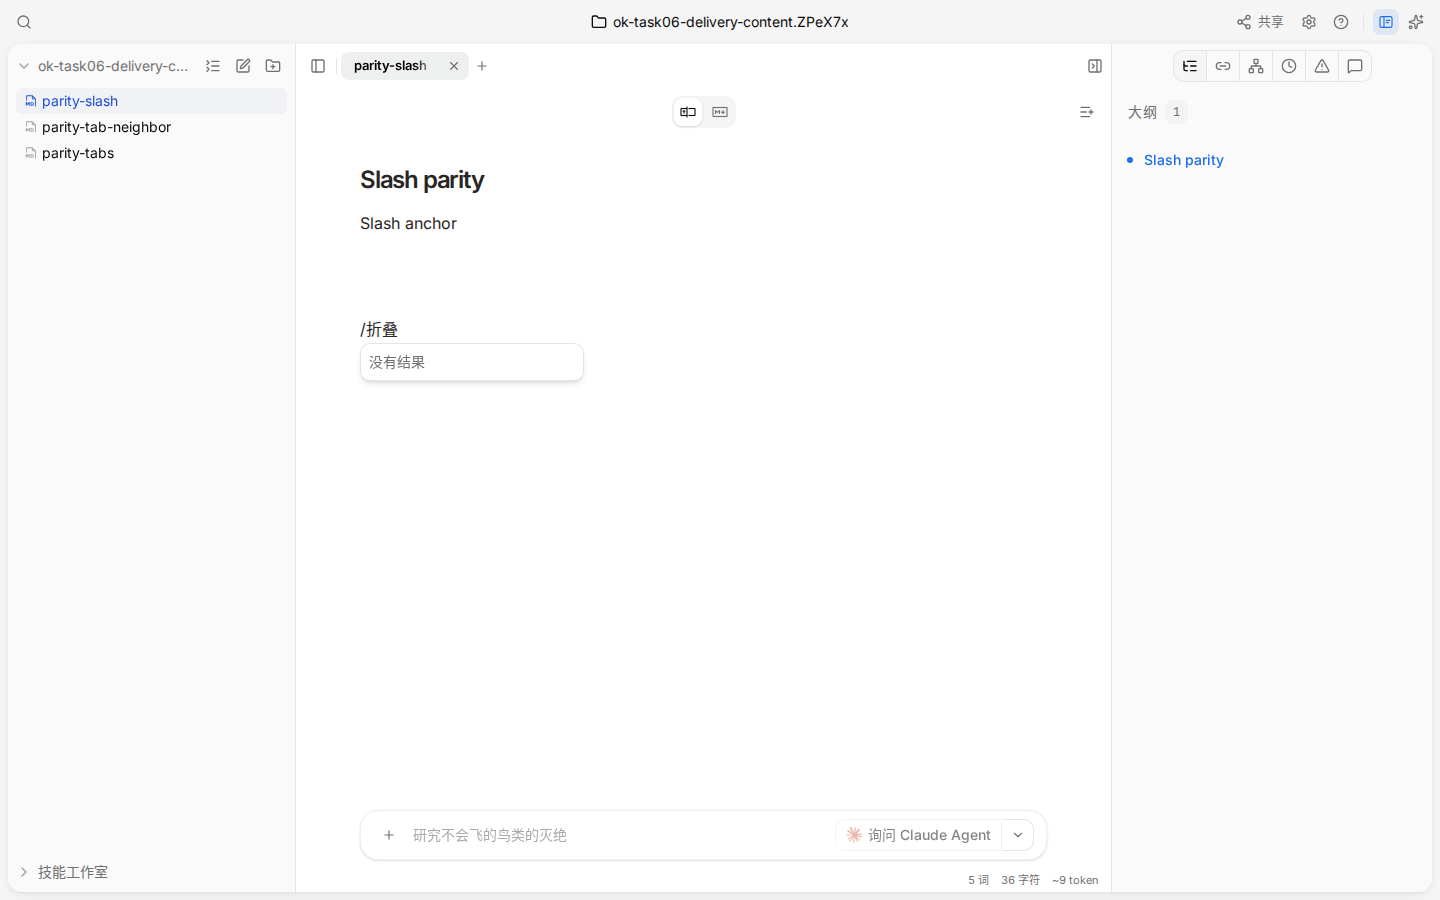 ok-task06-delivery-content.ZPeX7x
共享
ok-task06-delivery-c...
parity-slash
parity-tab-neighbor
parity-tabs
技能工作室
parity-slash
Slash parity
Slash anchor
/折叠
没有结果
研究不会飞的鸟类的灭绝
询问 Claude Agent
5 词 36 字符 ~9 token
大纲 1
Slash parity